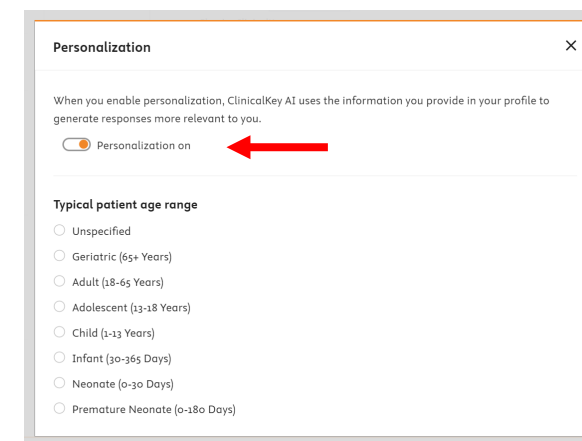 Personalization
When you enable personalization, ClinicalKey AI uses the information you provide in your profile to
generate responses more relevant to you.
Personalization on
Typical patient age range
Unspecified
Geriatric (65+ Years)
Adult (18-65 Years)
Adolescent (13-18 Years)
Child (1-13 Years)
Infant (30-365 Days)
Neonate (0-30 Days)
Premature Neonate (0-180 Days)